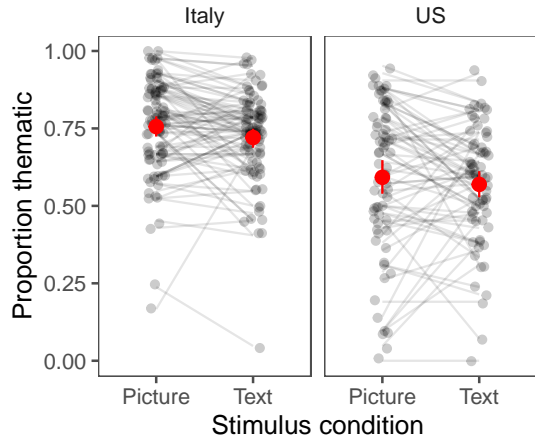 Italy
US
Proportion thematic
1.00
0.75
0.50
0.25
0.00
Picture
Text
Picture
Text
Stimulus condition